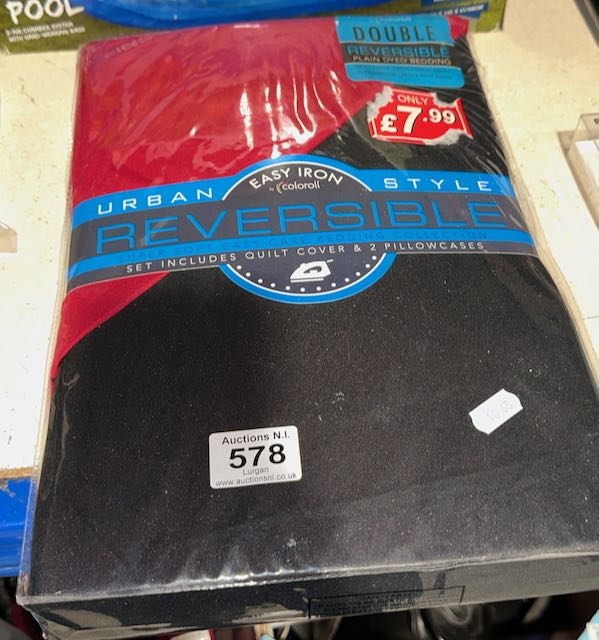 POOL
DOUBLE
REVERSIBLE
PLAIN DYED BEDDING
ONLY
£7.99
EASY IRON
by coloroll
URBAN STYLE
REVERSIBLE
SUPER SOFT EASY CARE BEDDING COLLECTION
SET INCLUDES QUILT COVER & 2 PILLOWCASES
Auctions N.I.
578
Lurgan
www.auctionsni.co.uk